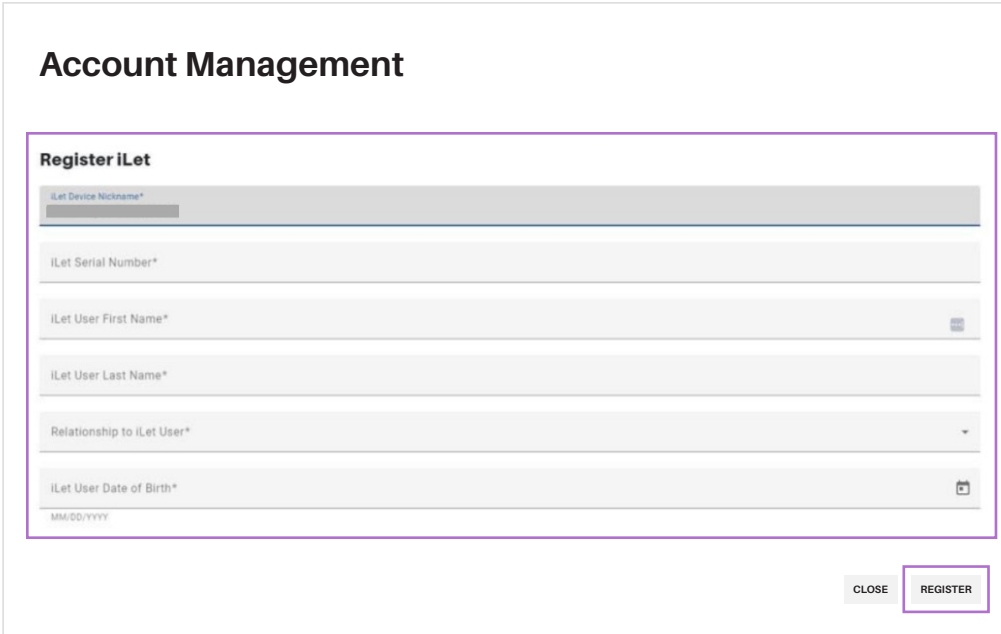 Account Management
Register iLet
iLet Device Nickname*
iLet Serial Number*
iLet User First Name*
iLet User Last Name*
Relationship to iLet User*
iLet User Date of Birth*
MM/DD/YYYY
CLOSE REGISTER